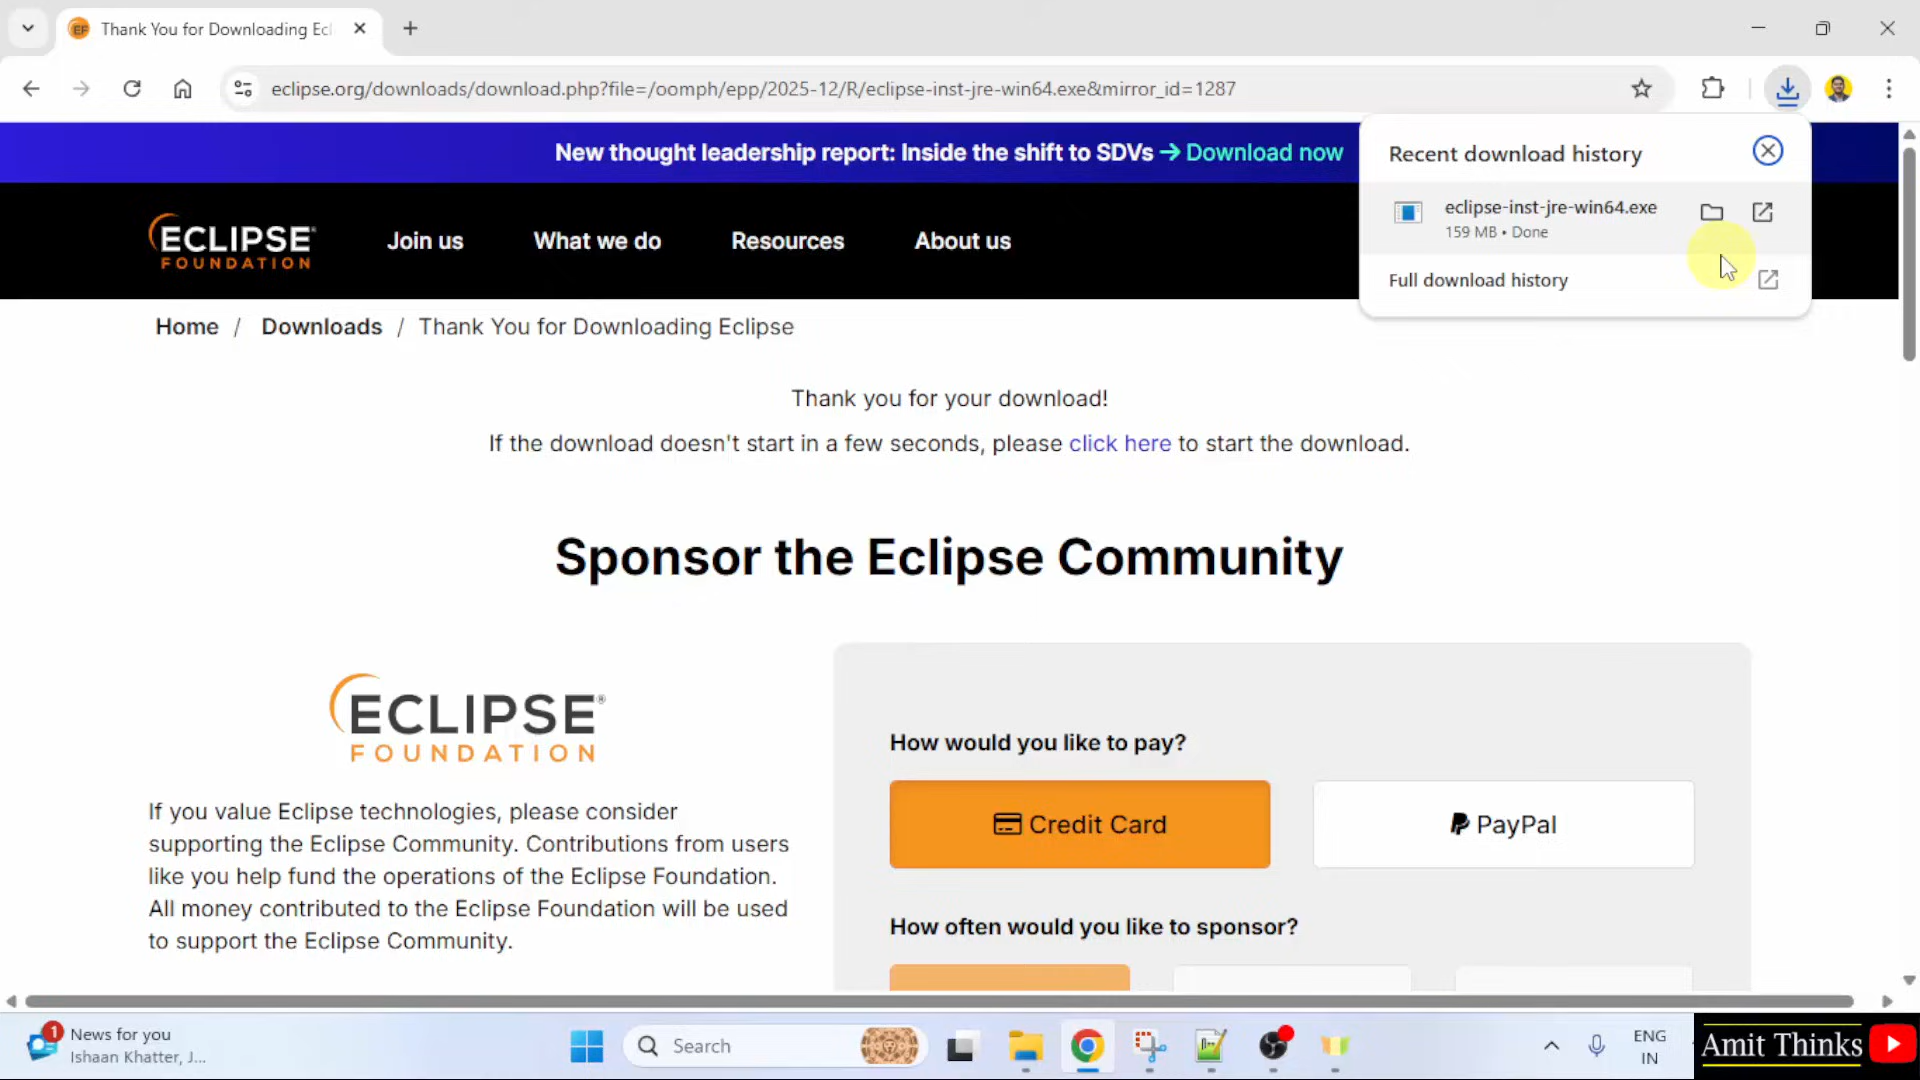 Thank You for Downloading Ecl
eclipse.org/downloads/download.php?file=/oomph/epp/2025-12/R/eclipse-inst-jre-win64.exe&mirror_id=1287
New thought leadership report: Inside the shift to SDVs → Download now
Recent download history
eclipse-inst-jre-win64.exe
159 MB • Done
Full download history
ECLIPSE
FOUNDATION
Join us
What we do
Resources
About us
Home / Downloads / Thank You for Downloading Eclipse
Thank you for your download!
If the download doesn't start in a few seconds, please click here to start the download.
Sponsor the Eclipse Community
ECLIPSE®
FOUNDATION
If you value Eclipse technologies, please consider
supporting the Eclipse Community. Contributions from users
like you help fund the operations of the Eclipse Foundation.
All money contributed to the Eclipse Foundation will be used
to support the Eclipse Community.
How would you like to pay?
Credit Card
PayPal
How often would you like to sponsor?
1
News for you
Ishaan Khatter, J...
Search
ENG
IN
Amit Thinks